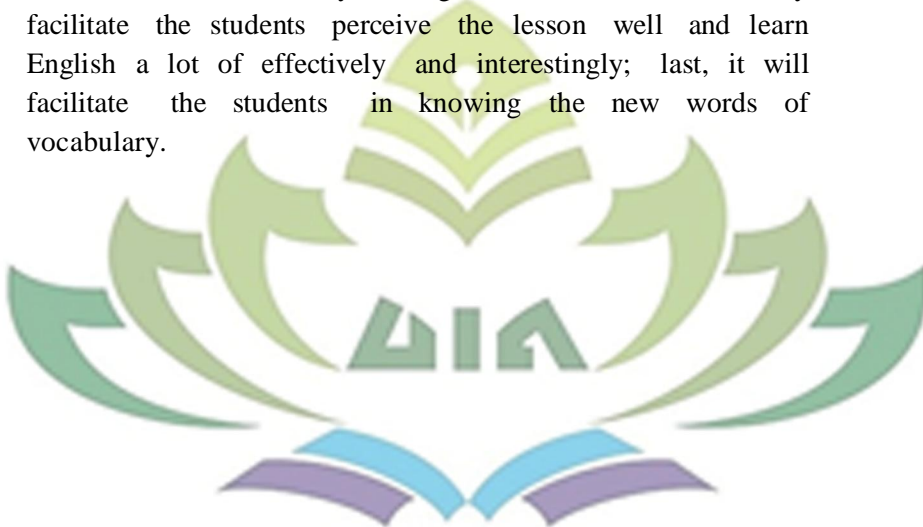 facilitate the students perceive the lesson well and learn
English a lot of effectively and interestingly; last, it will
facilitate the students in knowing the new words of
vocabulary.
UIN